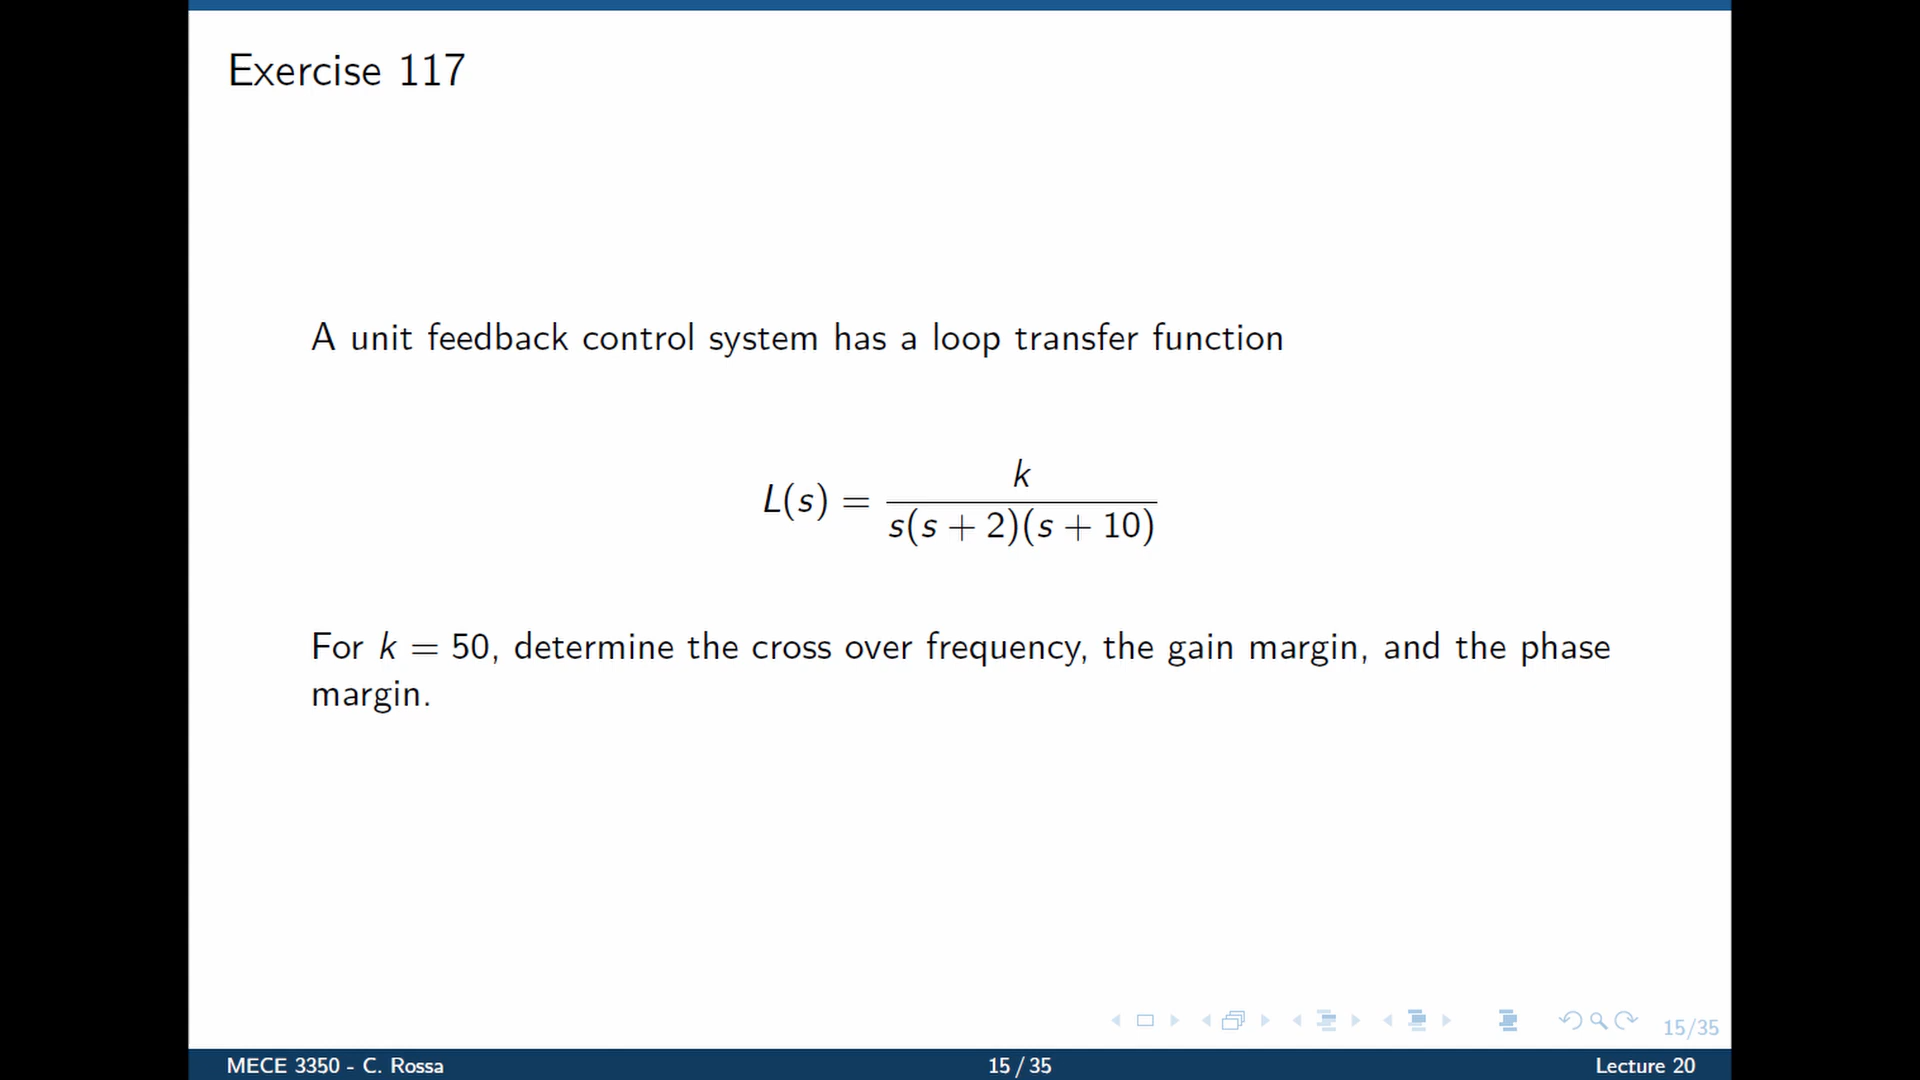 Exercise 117
A unit feedback control system has a loop transfer function
L(s) = k / s(s + 2)(s + 10)
For k = 50, determine the cross over frequency, the gain margin, and the phase
margin.
15/35
MECE 3350 - C. Rossa 15 / 35 Lecture 20